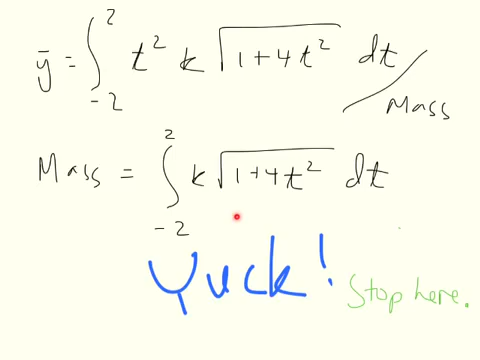 ȳ = ∫_{-2}^{2} t² k √(1+4t²) dt / Mass
Mass = ∫_{-2}^{2} k √(1+4t²) dt
Yuck!
Stop here.